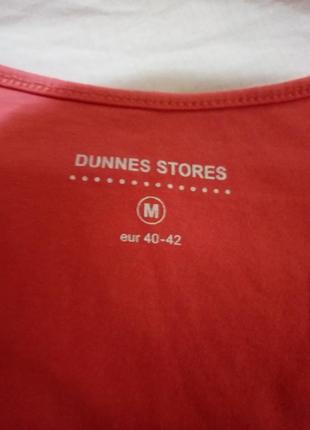 DUNNES STORES
M
eur 40-42